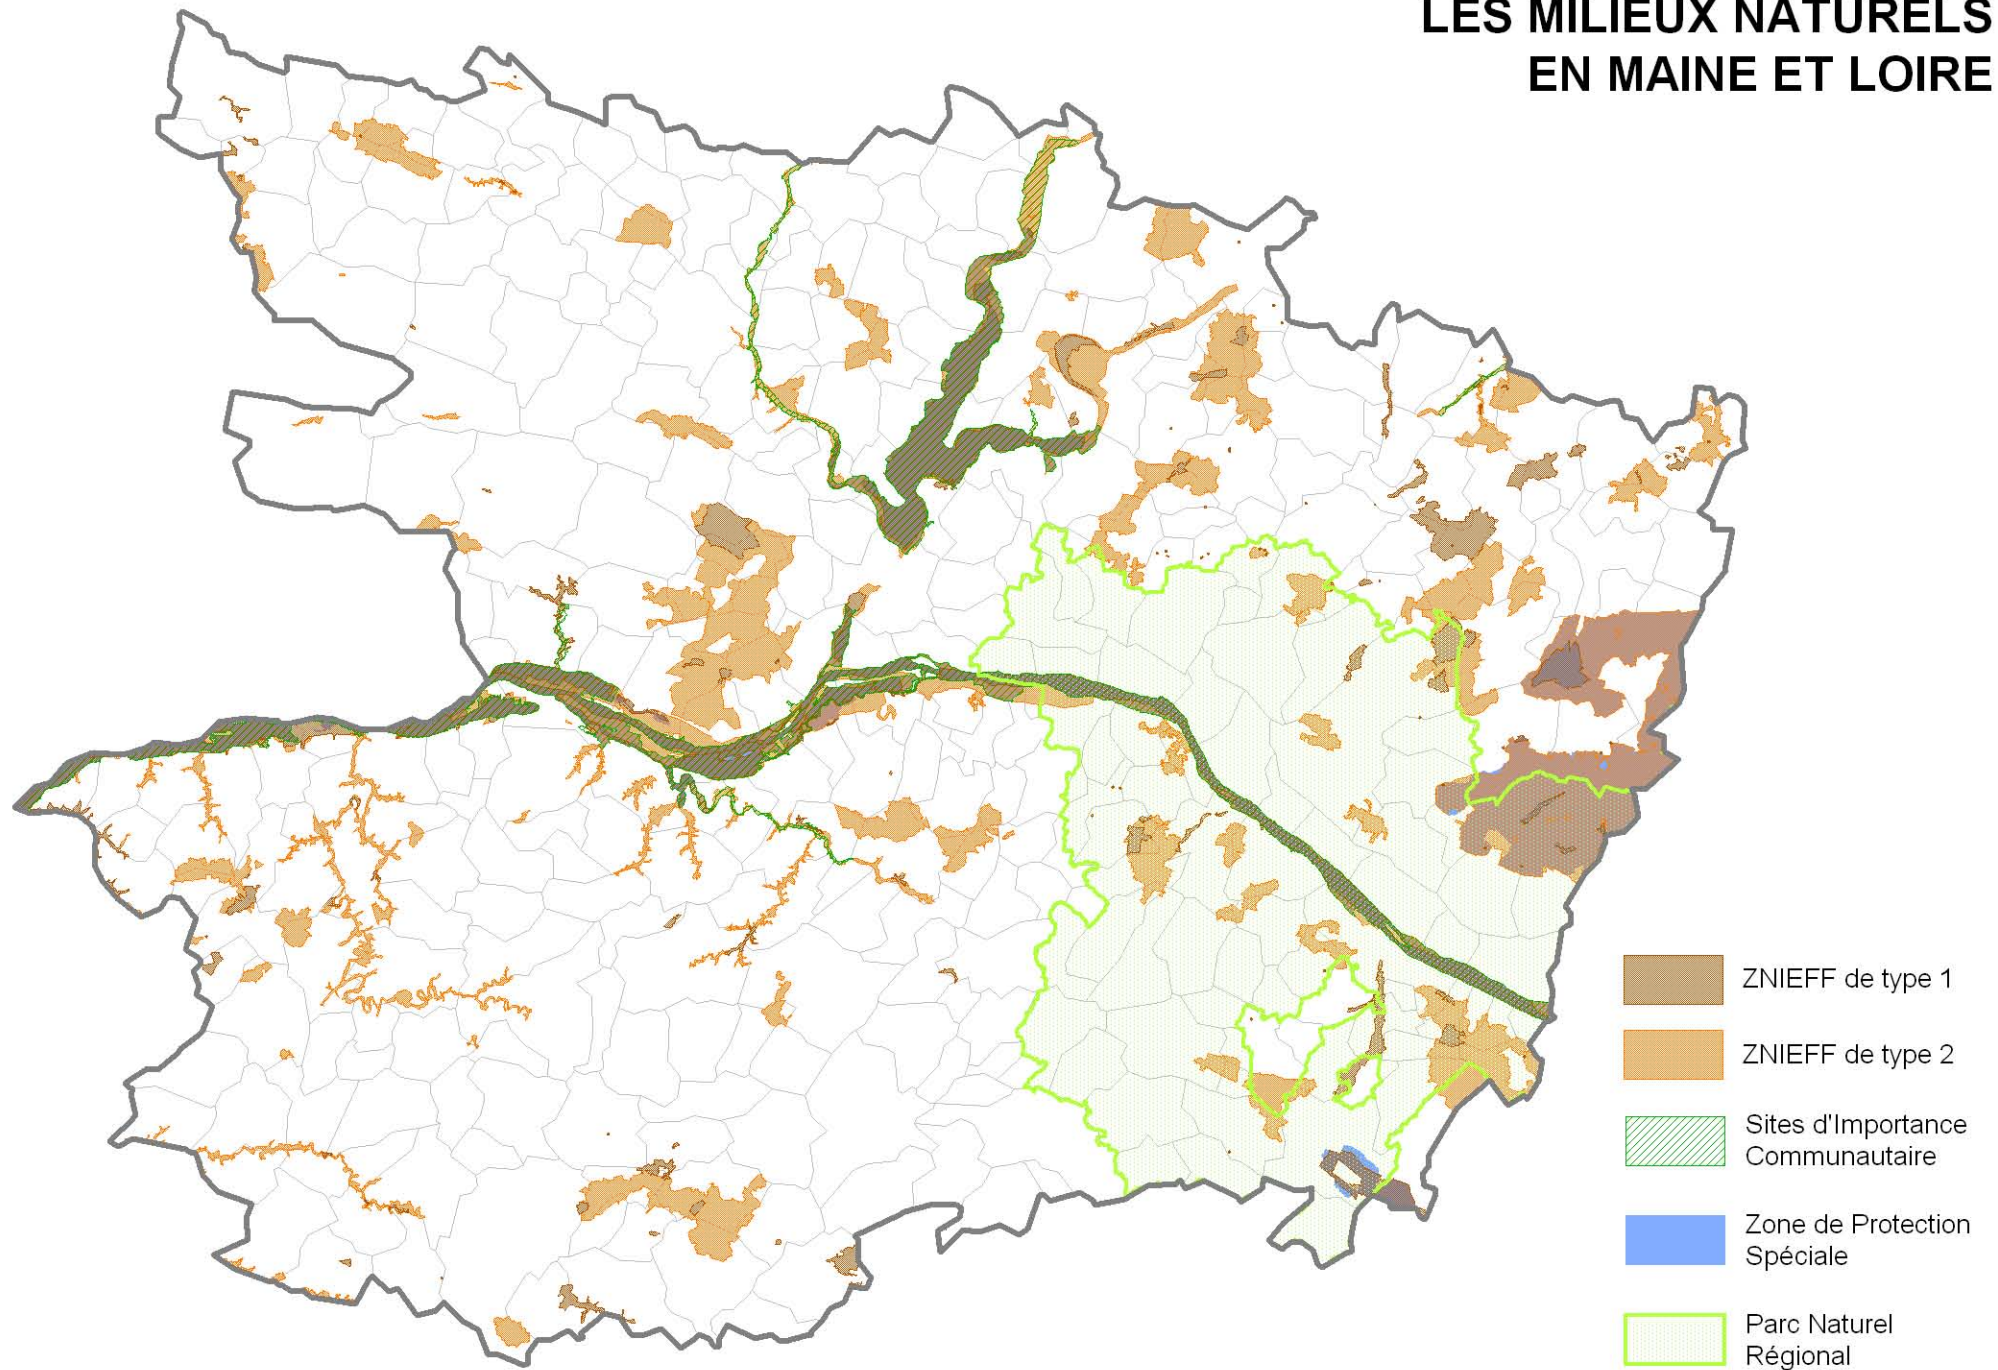 LES MILIEUX NATURELS
EN MAINE ET LOIRE
ZNIEFF de type 1
ZNIEFF de type 2
Sites d'Importance
Communautaire
Zone de Protection
Spéciale
Parc Naturel
Régional